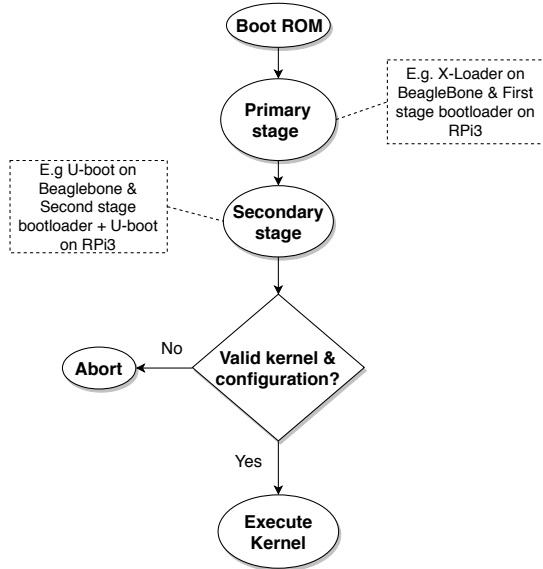 Boot ROM
E.g. X-Loader on
BeagleBone & First
stage bootloader on
RPi3
Primary
stage
E.g U-boot on
Beaglebone &
Second stage
bootloader + U-boot
on RPi3
Secondary
stage
Valid kernel &
configuration?
No
Abort
Yes
Execute
Kernel